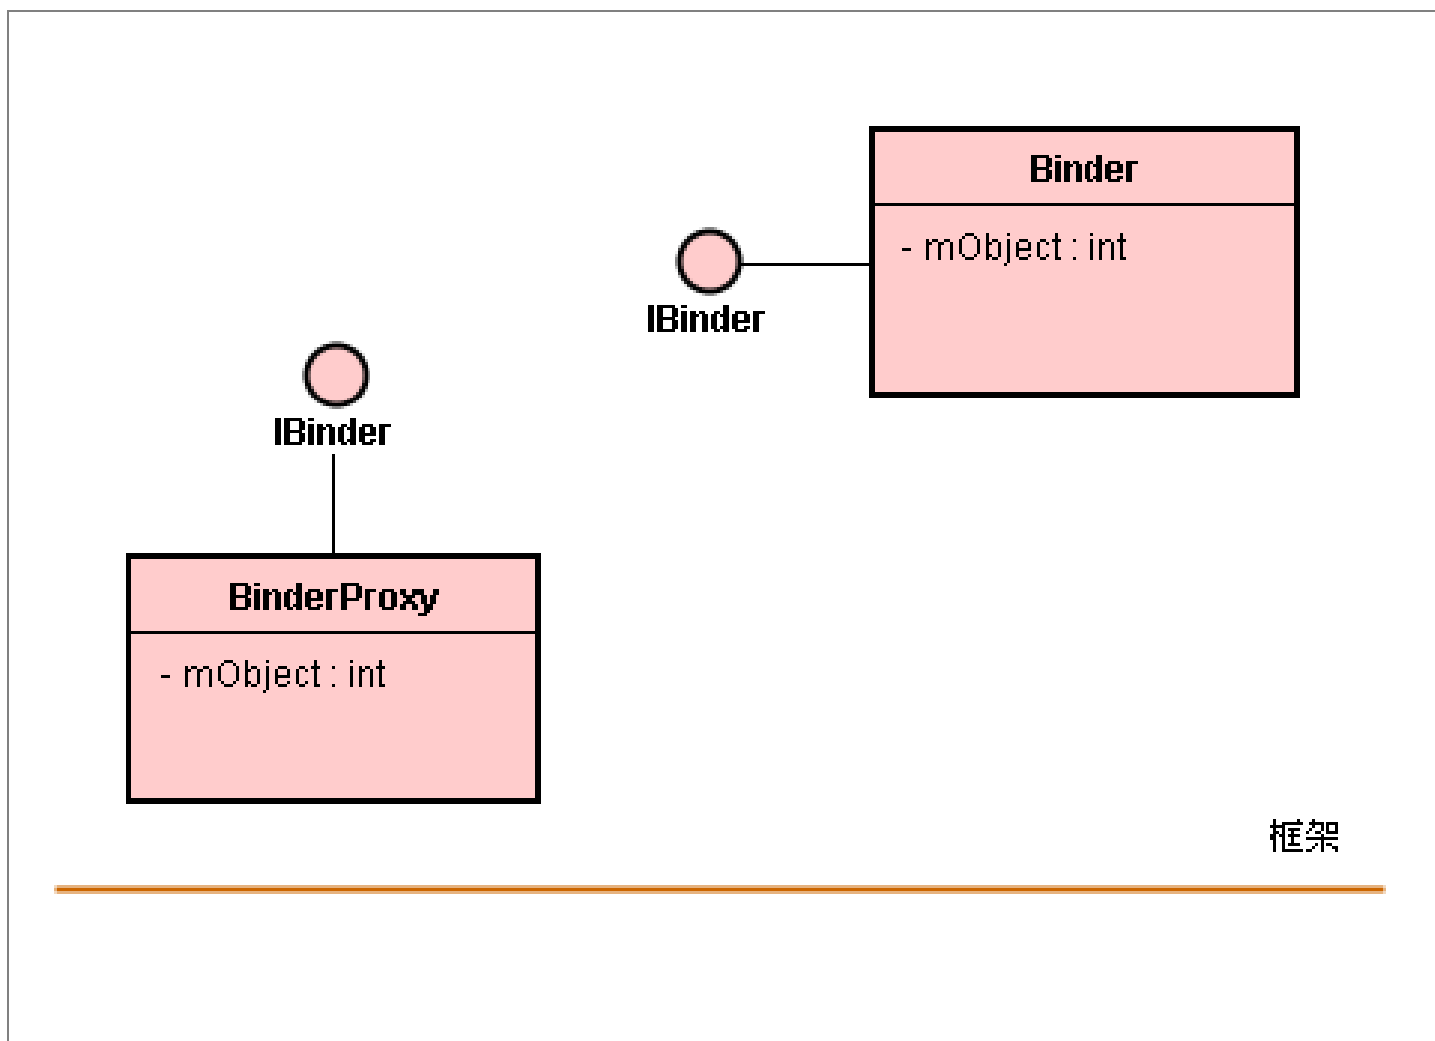 Binder
- mObject : int
IBinder
IBinder
BinderProxy
- mObject : int
框架